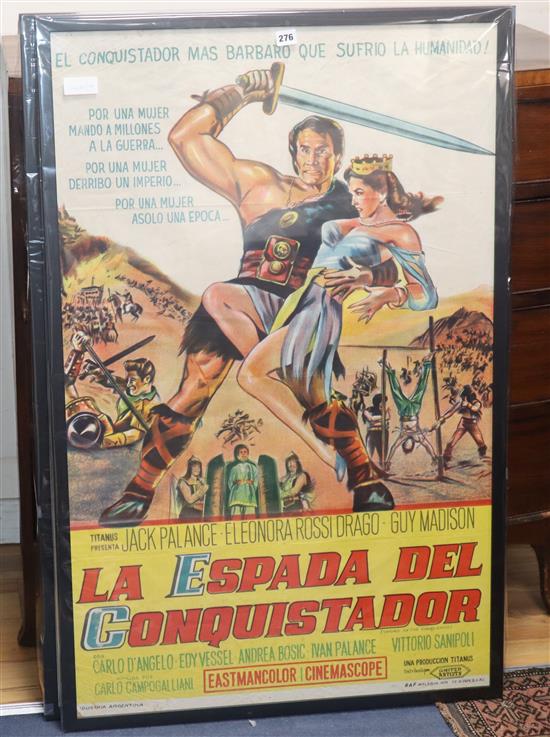 276
EL CONQUISTADOR MAS BARBARO QUE SUFRIO LA HUMANIDAD!
POR UNA MUJER
MANDO A MILLONES
A LA GUERRA...
POR UNA MUJER
DERRIBO UN IMPERIO...
POR UNA MUJER
ASOLO UNA EPOCA...
TITANUS
PRESENTA
JACK PALANCE - ELEONORA ROSSI DRAGO - GUY MADISON
LA ESPADA DEL
CONQUISTADOR
CON
CARLO D'ANGELO - EDY VESSEL
ANDREA BOSIC - IVAN PALANCE
VITTORIO SANIPOLI
CARLO CAMPOGALLIANI
EASTMANCOLOR | CINEMASCOPE
UNA PRODUCCION TITANUS
UNITED
ARTISTS
INDUSTRIA ARGENTINA